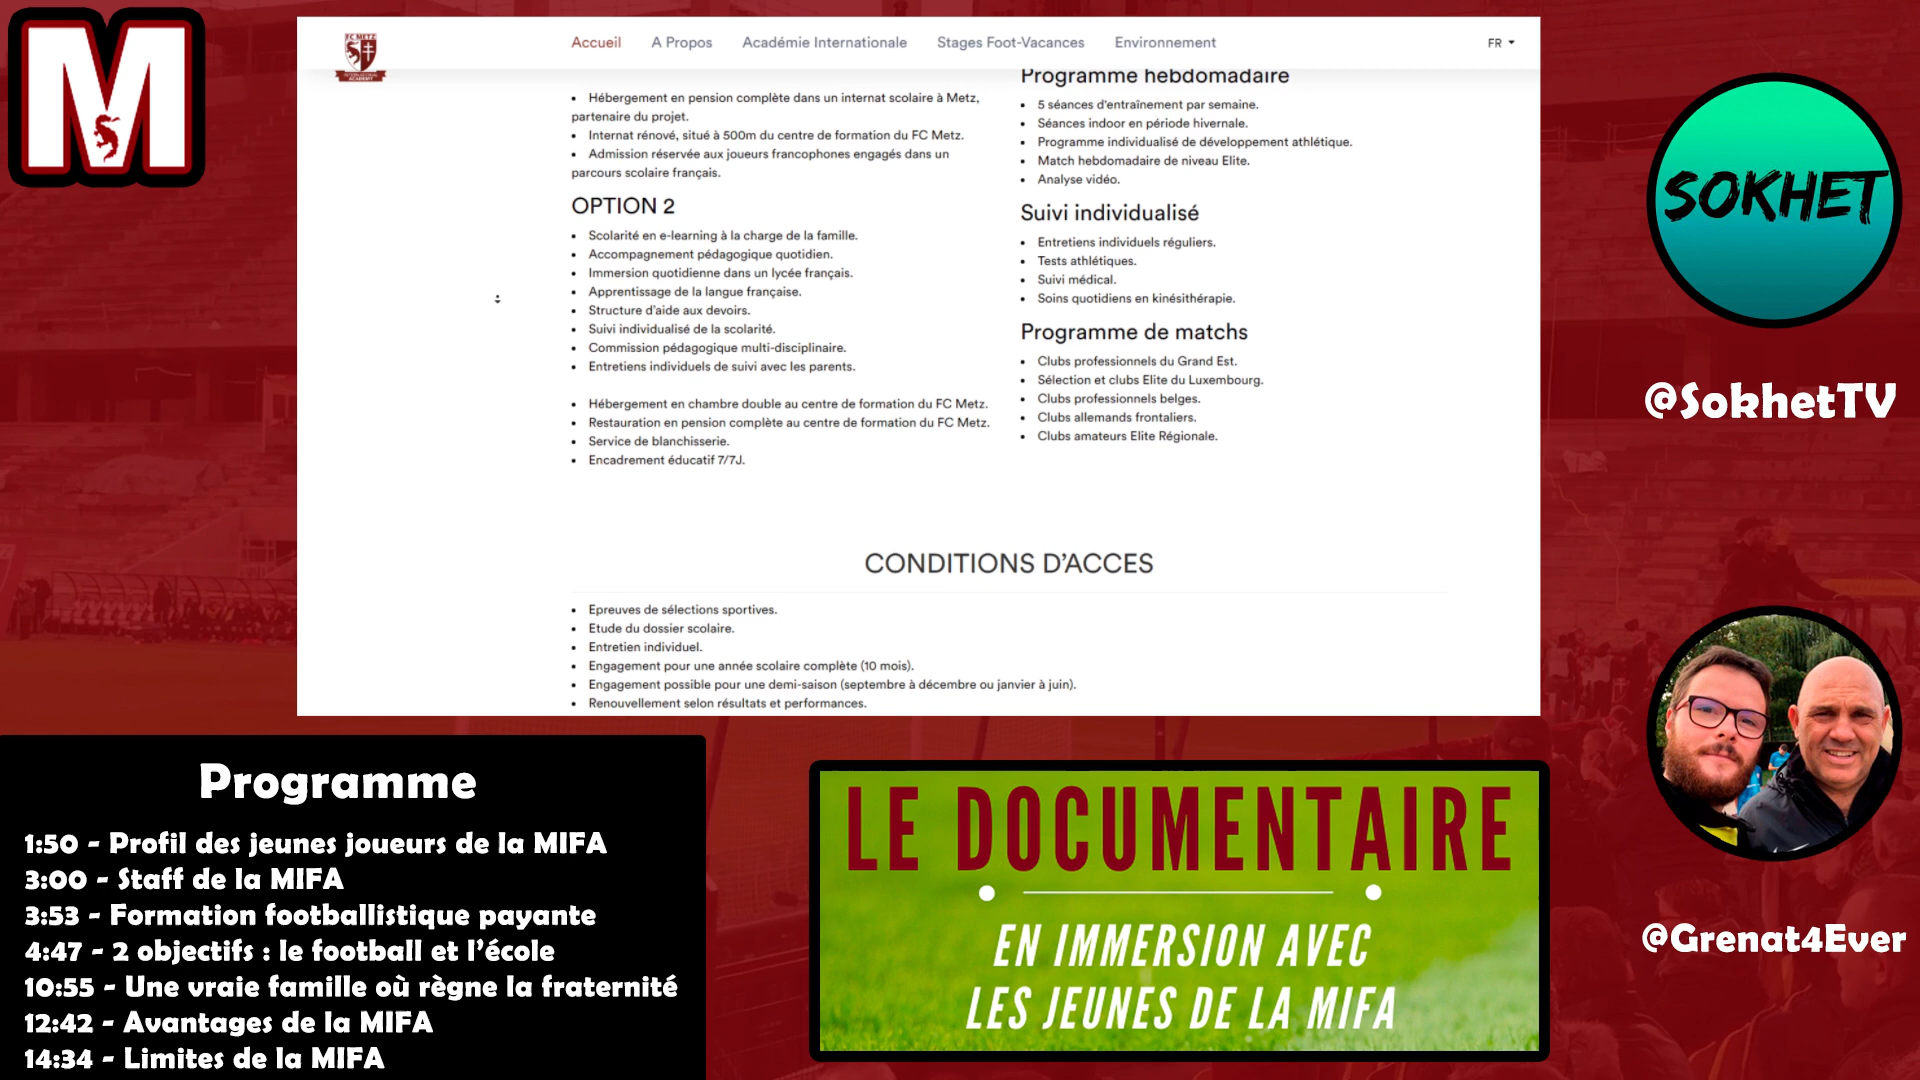 M
FC METZ
INTERNATIONAL
ACADEMY
Accueil
A Propos
Académie Internationale
Stages Foot-Vacances
Environnement
FR
• Hébergement en pension complète dans un internat scolaire à Metz,
partenaire du projet.
• Internat rénové, situé à 500m du centre de formation du FC Metz.
• Admission réservée aux joueurs francophones engagés dans un
parcours scolaire français.
OPTION 2
• Scolarité en e-learning à la charge de la famille.
• Accompagnement pédagogique quotidien.
• Immersion quotidienne dans un lycée français.
• Apprentissage de la langue française.
• Structure d'aide aux devoirs.
• Suivi individualisé de la scolarité.
• Commission pédagogique multi-disciplinaire.
• Entretiens individuels de suivi avec les parents.
• Hébergement en chambre double au centre de formation du FC Metz.
• Restauration en pension complète au centre de formation du FC Metz.
• Service de blanchisserie.
• Encadrement éducatif 7/7J.
Programme hebdomadaire
• 5 séances d'entraînement par semaine.
• Séances indoor en période hivernale.
• Programme individualisé de développement athlétique.
• Match hebdomadaire de niveau Elite.
• Analyse vidéo.
Suivi individualisé
• Entretiens individuels réguliers.
• Tests athlétiques.
• Suivi médical.
• Soins quotidiens en kinésithérapie.
Programme de matchs
• Clubs professionnels du Grand Est.
• Sélection et clubs Elite du Luxembourg.
• Clubs professionnels belges.
• Clubs allemands frontaliers.
• Clubs amateurs Elite Régionale.
CONDITIONS D'ACCES
• Epreuves de sélections sportives.
• Etude du dossier scolaire.
• Entretien individuel.
• Engagement pour une année scolaire complète (10 mois).
• Engagement possible pour une demi-saison (septembre à décembre ou janvier à juin).
• Renouvellement selon résultats et performances.
SOKHET
@SokhetTV
@Grenat4Ever
Programme
1:50 - Profil des jeunes joueurs de la MIFA
3:00 - Staff de la MIFA
3:53 - Formation footballistique payante
4:47 - 2 objectifs : le football et l'école
10:55 - Une vraie famille où règne la fraternité
12:42 - Avantages de la MIFA
14:34 - Limites de la MIFA
LE DOCUMENTAIRE
EN IMMERSION AVEC
LES JEUNES DE LA MIFA